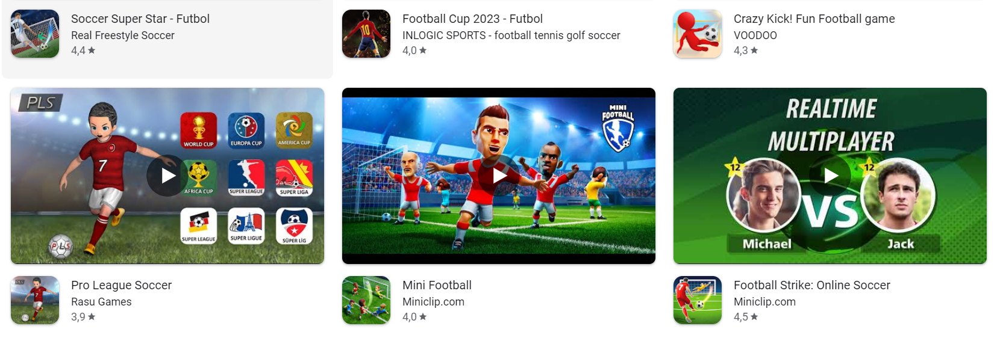 Soccer Super Star - Futbol
Real Freestyle Soccer
4,4 ★
Football Cup 2023 - Futbol
INLOGIC SPORTS - football tennis golf soccer
4,0 ★
Crazy Kick! Fun Football game
VOODOO
4,3 ★
10
PLS
7
WORLD CUP
EUROPA CUP
AMERICA CUP
AFRICA CUP
SUPER LEAGUE
SUPER LIGA
SUPER LEAGUE
SUPER LIGUE
SÜPER LİG
PLS
MINI
FOOTBALL
REALTIME
MULTIPLAYER
12
12
VS
Michael
Jack
Pro League Soccer
Rasu Games
3,9 ★
Mini Football
Miniclip.com
4,0 ★
Football Strike: Online Soccer
Miniclip.com
4,5 ★